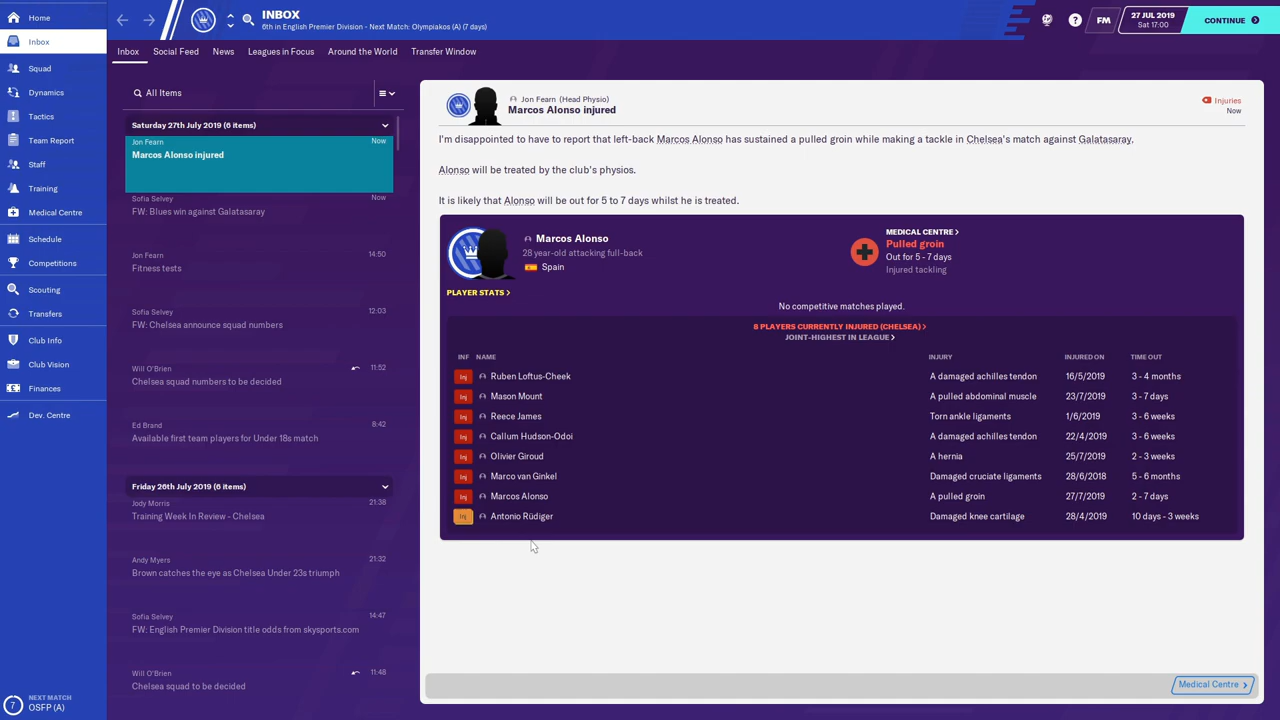 Home
Inbox
Squad
Dynamics
Tactics
Team Report
Staff
Training
Medical Centre
Schedule
Competitions
Scouting
Transfers
Club Info
Club Vision
Finances
Dev. Centre
7
NEXT MATCH
OSFP (A)
INBOX
6th in English Premier Division - Next Match: Olympiakos (A) (7 days)
?
FM
27 JUL 2019
Sat 17:00
CONTINUE
Inbox
Social Feed
News
Leagues in Focus
Around the World
Transfer Window
All Items
Saturday 27th July 2019 (6 items)
Jon Fearn
Now
Marcos Alonso injured
Sofia Selvey
Now
FW: Blues win against Galatasaray
Jon Fearn
14:50
Fitness tests
Sofia Selvey
12:03
FW: Chelsea announce squad numbers
Will O'Brien
11:52
Chelsea squad numbers to be decided
Ed Brand
8:42
Available first team players for Under 18s match
Friday 26th July 2019 (6 items)
Jody Morris
21:38
Training Week In Review - Chelsea
Andy Myers
21:32
Brown catches the eye as Chelsea Under 23s triumph
Sofia Selvey
14:47
FW: English Premier Division title odds from skysports.com
Will O'Brien
11:48
Chelsea squad to be decided
Jon Fearn (Head Physio)
Marcos Alonso injured
Injuries
Now
I'm disappointed to have to report that left-back Marcos Alonso has sustained a pulled groin while making a tackle in Chelsea's match against Galatasaray.
Alonso will be treated by the club's physios.
It is likely that Alonso will be out for 5 to 7 days whilst he is treated.
Marcos Alonso
28 year-old attacking full-back
Spain
MEDICAL CENTRE >
Pulled groin
Out for 5 - 7 days
Injured tackling
PLAYER STATS >
No competitive matches played.
8 PLAYERS CURRENTLY INJURED (CHELSEA) >
JOINT-HIGHEST IN LEAGUE >
INF NAME INJURY INJURED ON TIME OUT
Inj Ruben Loftus-Cheek A damaged achilles tendon 16/5/2019 3 - 4 months
Inj Mason Mount A pulled abdominal muscle 23/7/2019 3 - 7 days
Inj Reece James Torn ankle ligaments 1/6/2019 3 - 6 weeks
Inj Callum Hudson-Odoi A damaged achilles tendon 22/4/2019 3 - 6 weeks
Inj Olivier Giroud A hernia 25/7/2019 2 - 3 weeks
Inj Marco van Ginkel Damaged cruciate ligaments 28/6/2018 5 - 6 months
Inj Marcos Alonso A pulled groin 27/7/2019 2 - 7 days
Inj Antonio Rüdiger Damaged knee cartilage 28/4/2019 10 days - 3 weeks
Medical Centre >